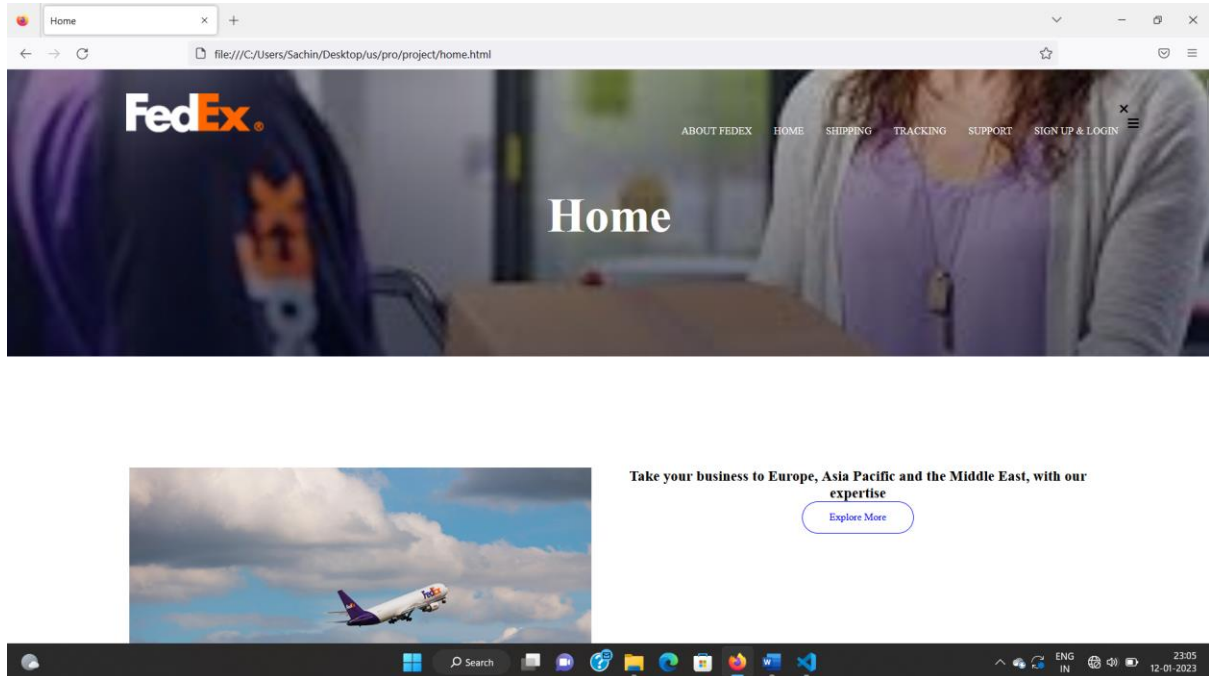 Home
file:///C:/Users/Sachin/Desktop/us/pro/project/home.html
FedEx®
ABOUT FEDEX HOME SHIPPING TRACKING SUPPORT SIGN UP & LOGIN
Home
Take your business to Europe, Asia Pacific and the Middle East, with our
expertise
Explore More
FedEx
Search
ENG
IN
23:05
12-01-2023